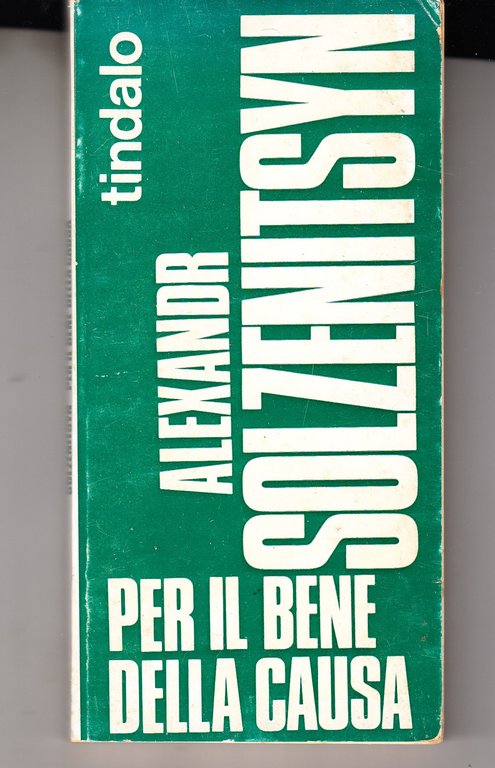 tindalo
ALEXANDR
SOLZENITSYN
PER IL BENE
DELLA CAUSA